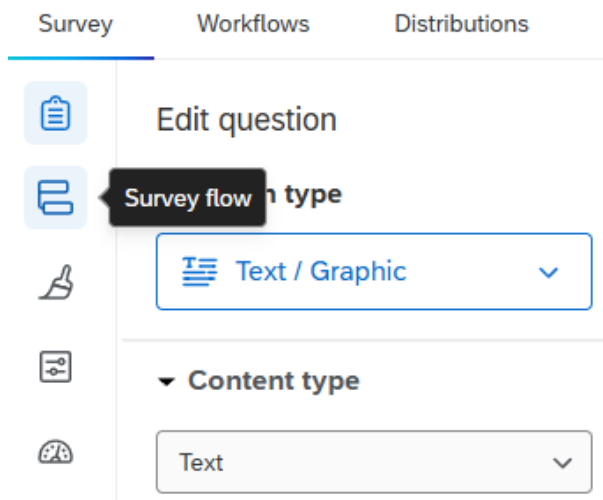 Survey Workflows Distributions
Edit question
Survey flow
n type
Text / Graphic
Content type
Text